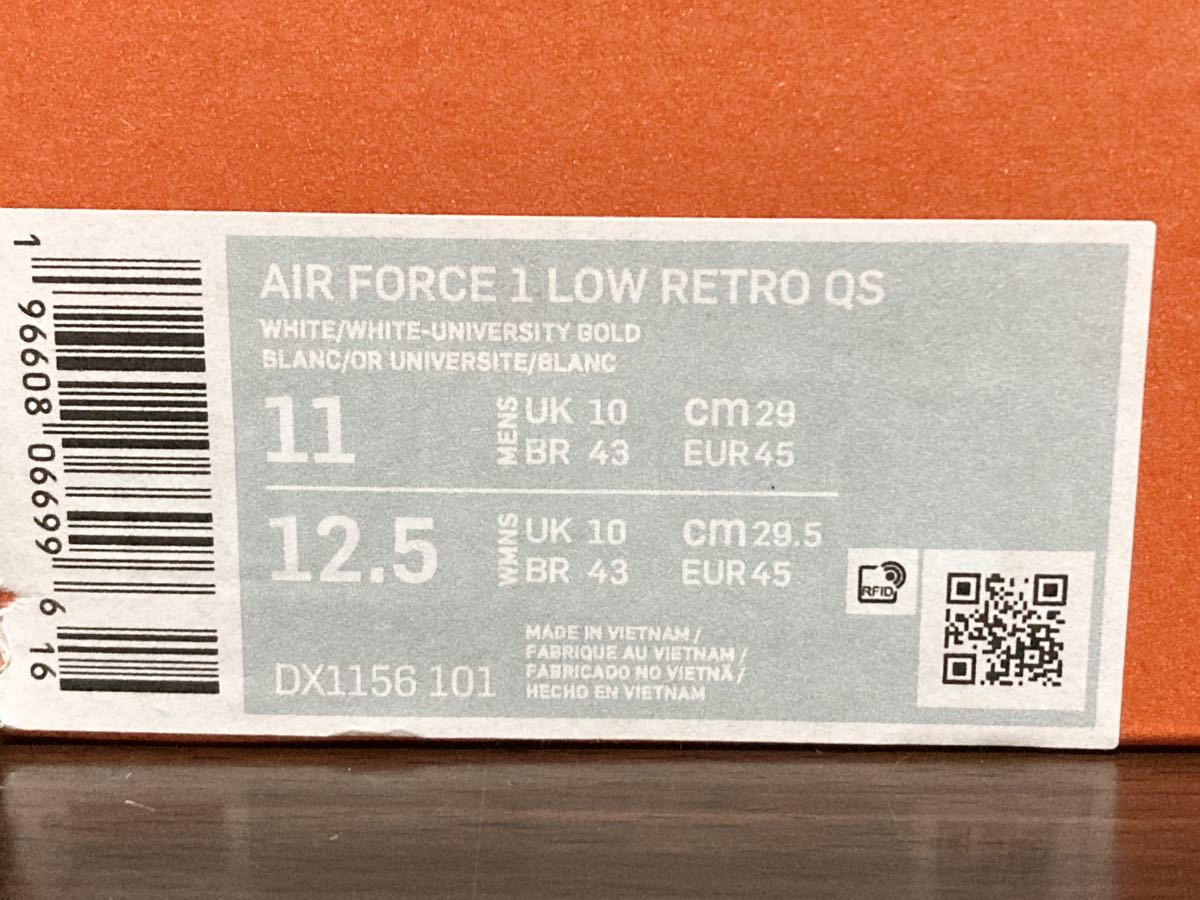 AIR FORCE 1 LOW RETRO QS
WHITE/WHITE-UNIVERSITY GOLD
BLANC/OR UNIVERSITE/BLANC
11 MENS UK 10 cm 29
BR 43 EUR 45
12.5 WMNS UK 10 cm 29.5
BR 43 EUR 45
DX1156 101
MADE IN VIETNAM /
FABRIQUE AU VIETNAM /
FABRICADO NO VIETNÃ /
HECHO EN VIETNAM
RFID
1 96608 06699 6 16